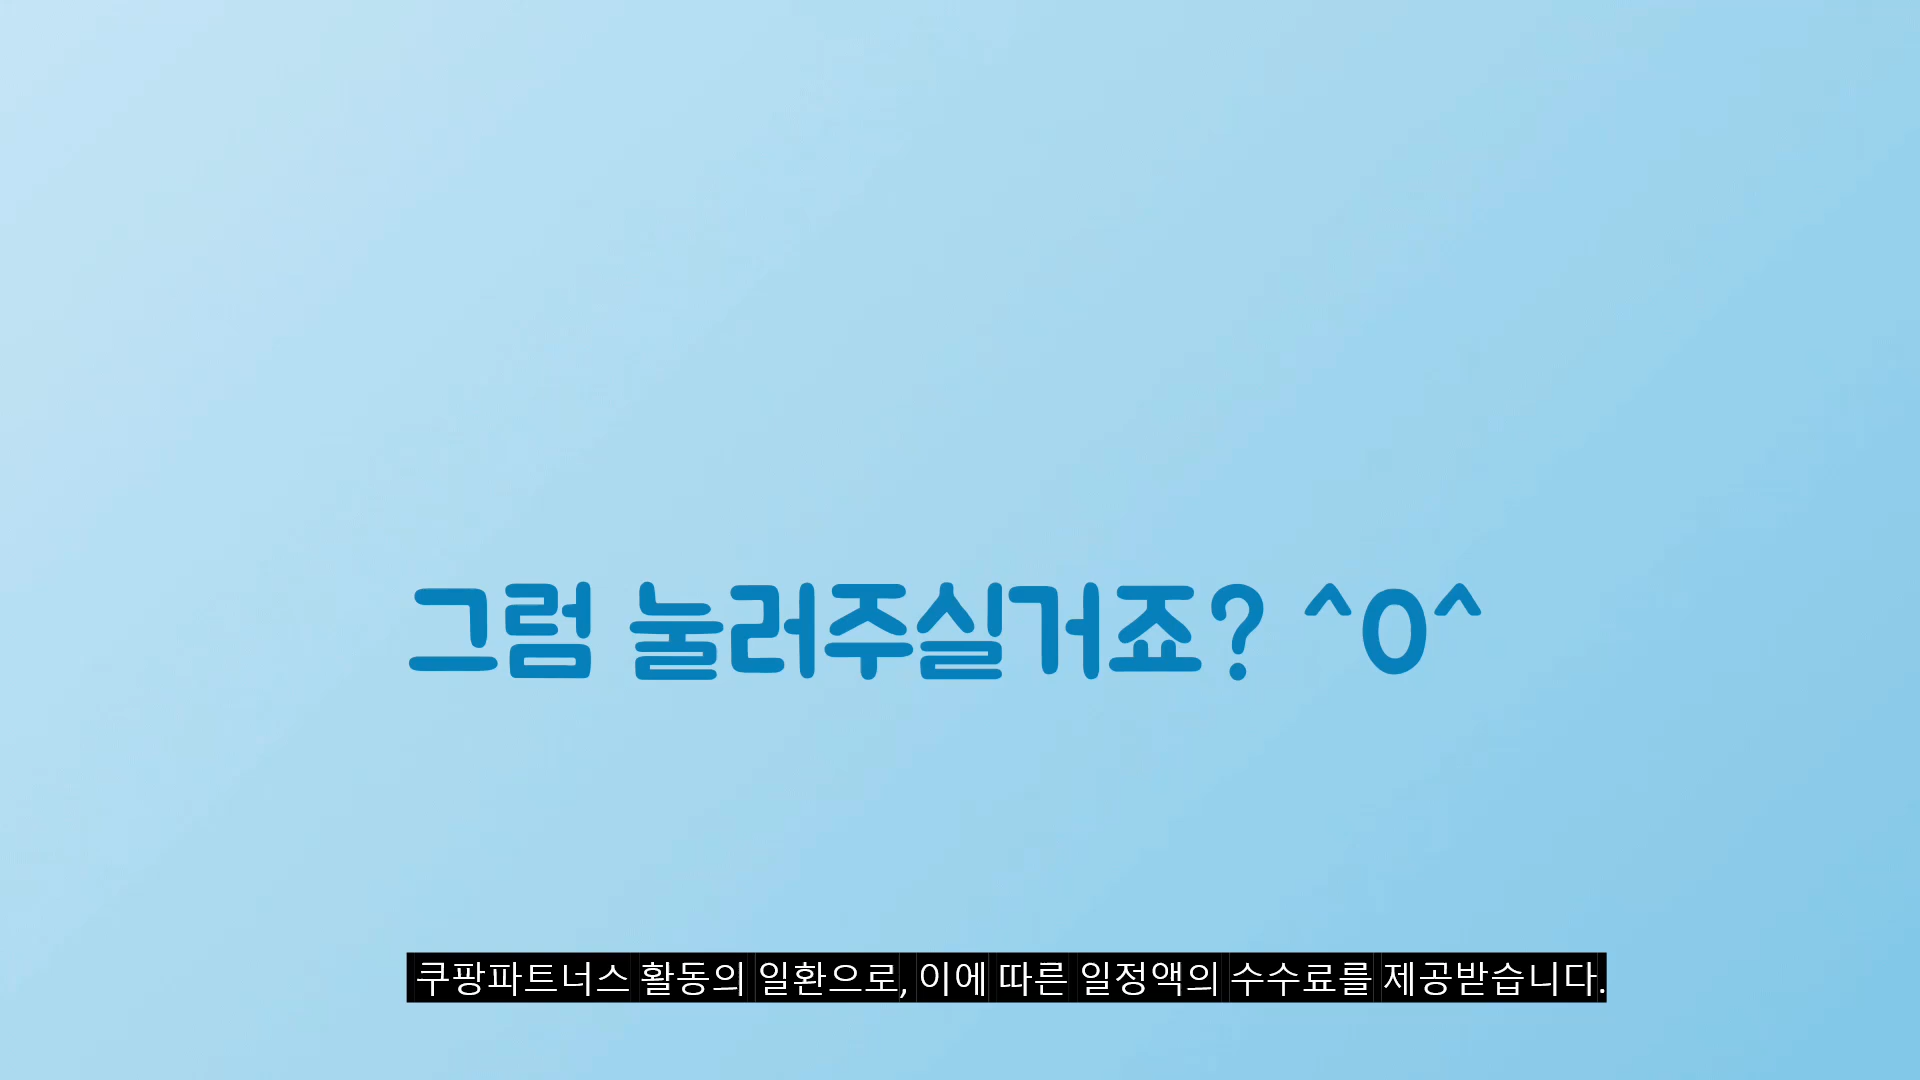 그럼 눌러주실거죠? ^0^
쿠팡파트너스 활동의 일환으로, 이에 따른 일정액의 수수료를 제공받습니다.